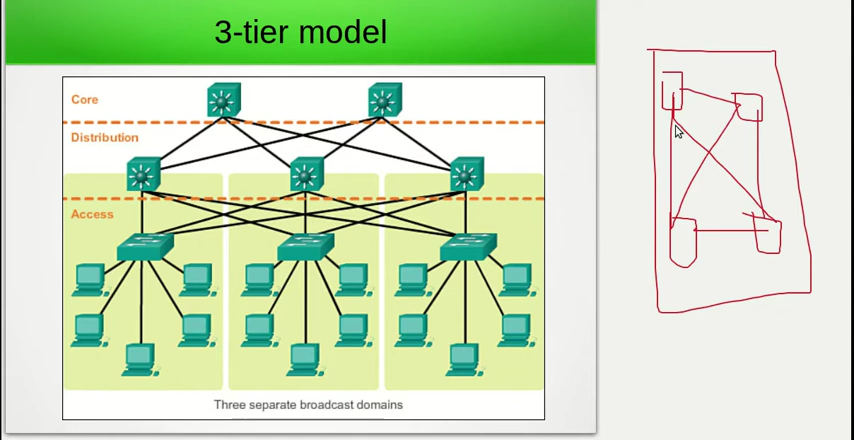 3-tier model
Core
Distribution
Access
Three separate broadcast domains